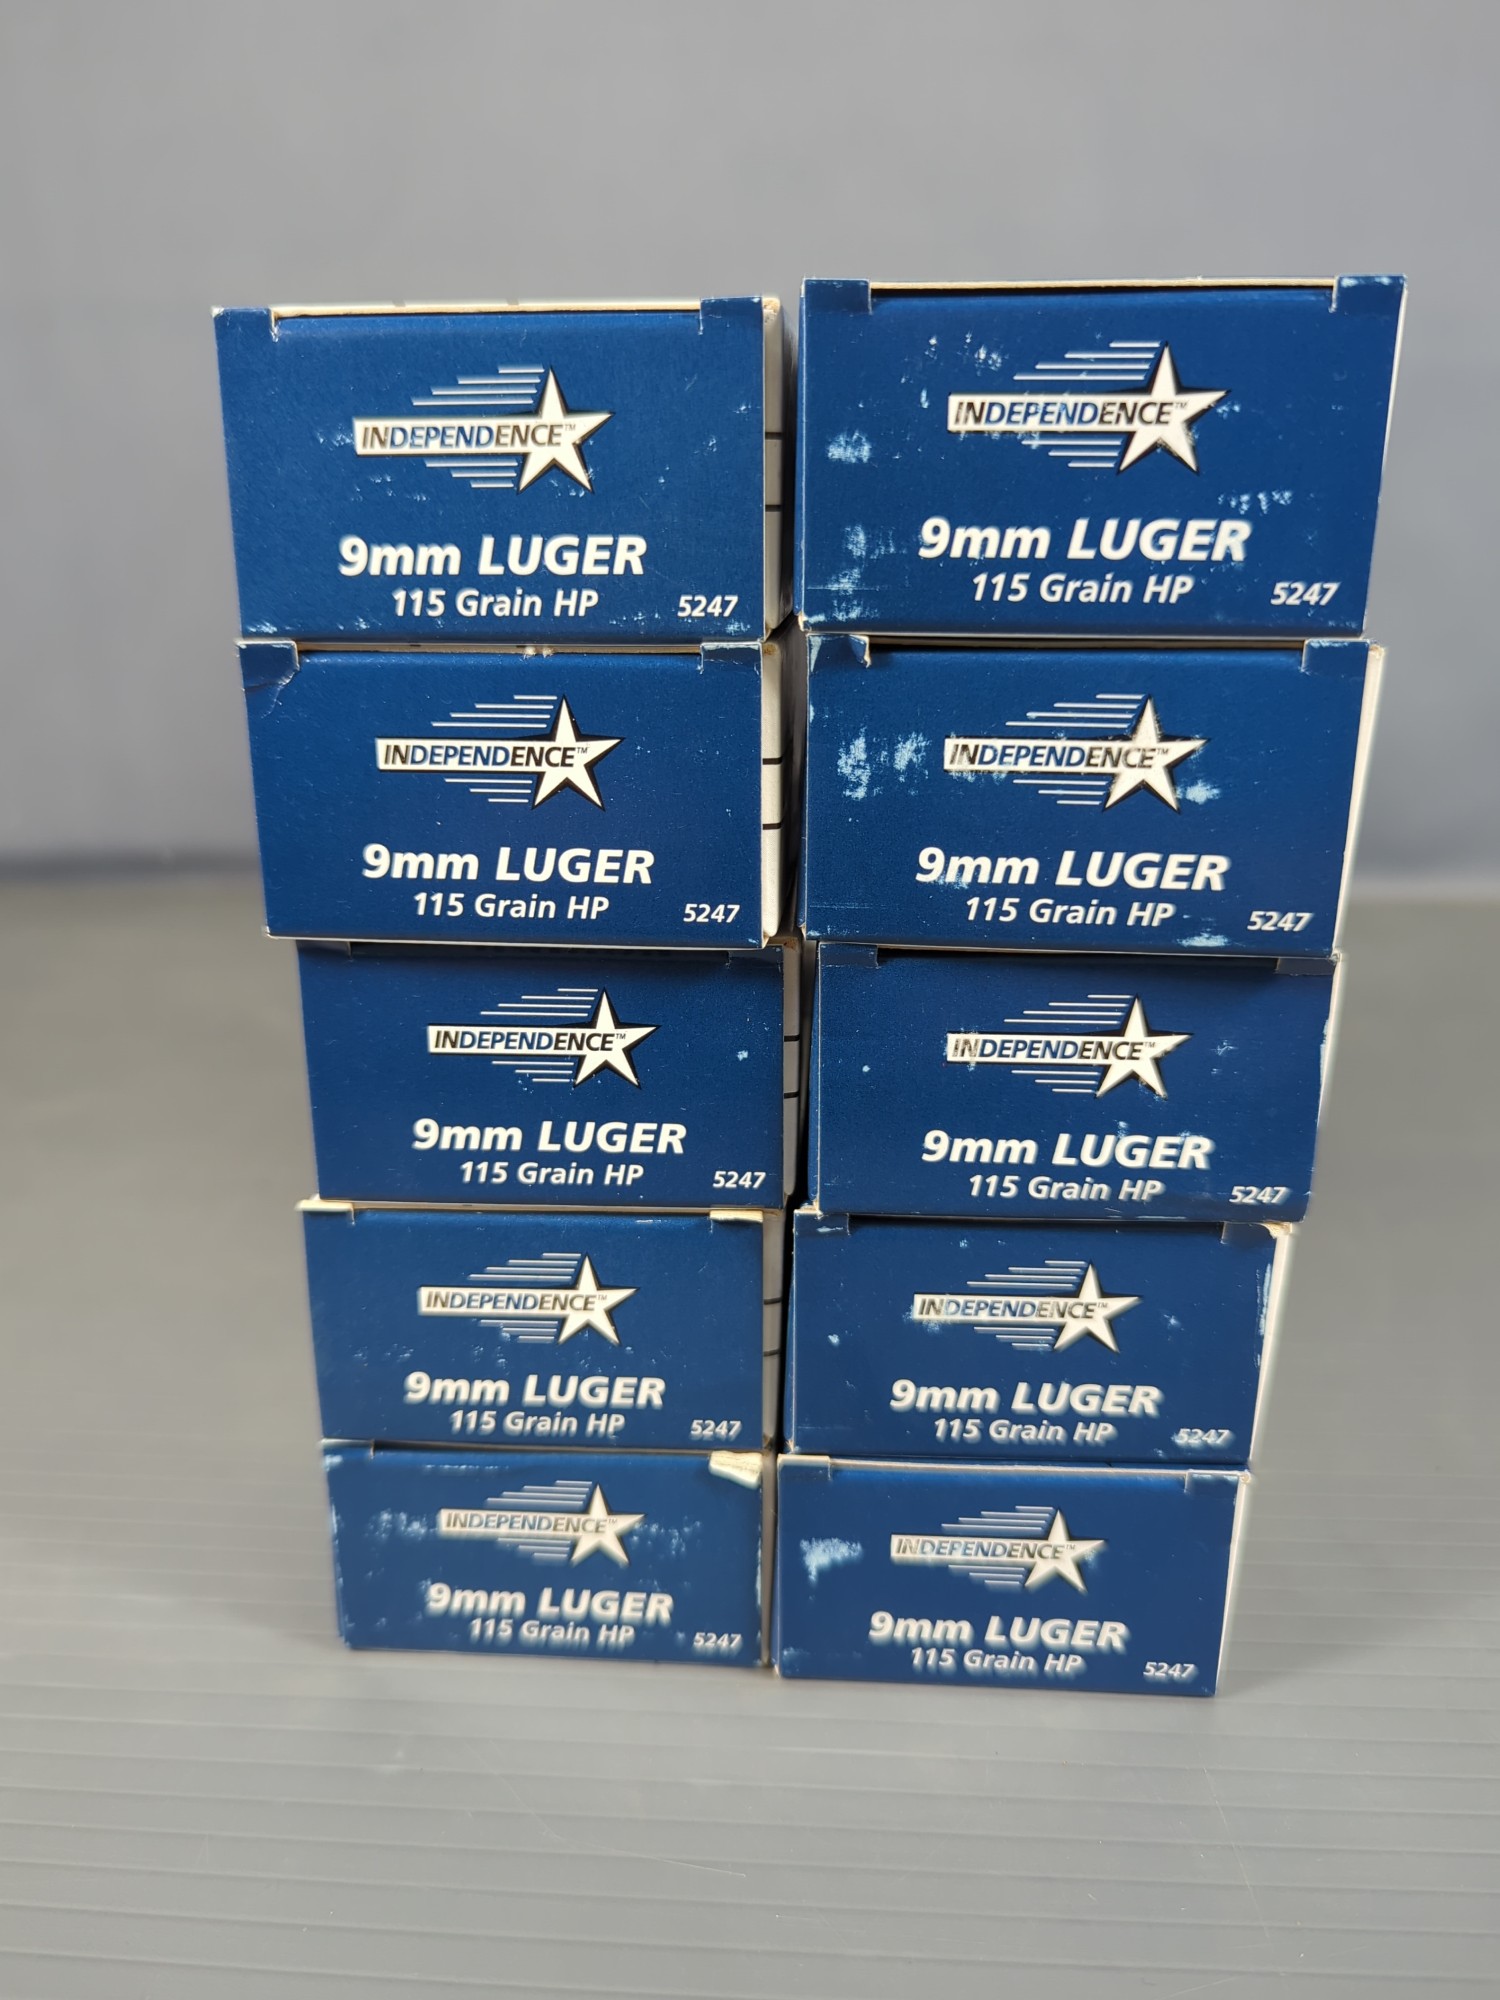 INDEPENDENCE™
9mm LUGER
115 Grain HP 5247
INDEPENDENCE™
9mm LUGER
115 Grain HP 5247
INDEPENDENCE™
9mm LUGER
115 Grain HP 5247
INDEPENDENCE™
9mm LUGER
115 Grain HP 5247
INDEPENDENCE™
9mm LUGER
115 Grain HP 5247
INDEPENDENCE™
9mm LUGER
115 Grain HP 5247
INDEPENDENCE™
9mm LUGER
115 Grain HP 5247
INDEPENDENCE™
9mm LUGER
115 Grain HP 5247
INDEPENDENCE™
9mm LUGER
115 Grain HP 5247
INDEPENDENCE™
9mm LUGER
115 Grain HP 5247